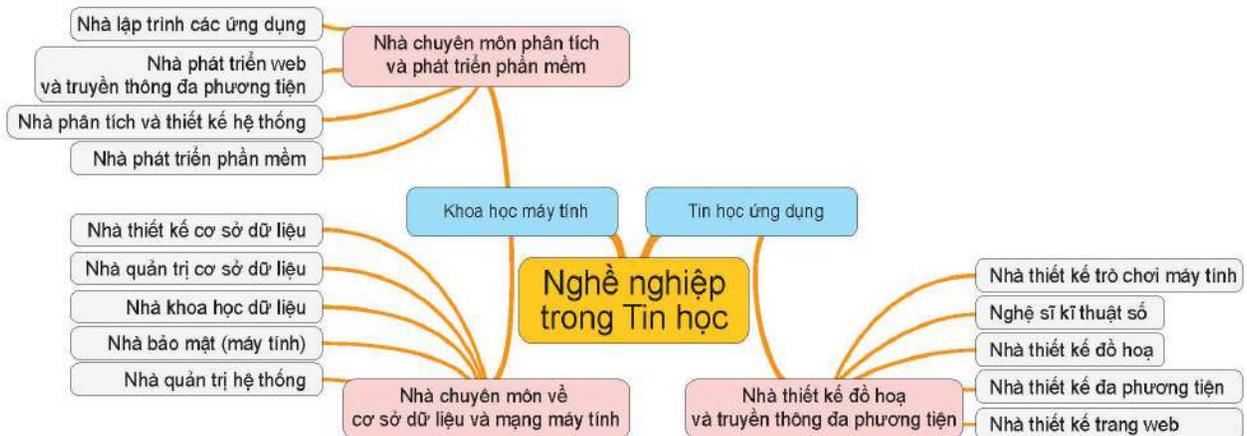 Nhà lập trình các ứng dụng
Nhà phát triển web
và truyền thông đa phương tiện
Nhà phân tích và thiết kế hệ thống
Nhà phát triển phần mềm
Nhà chuyên môn phân tích
và phát triển phần mềm
Khoa học máy tính
Tin học ứng dụng
Nghề nghiệp
trong Tin học
Nhà thiết kế cơ sở dữ liệu
Nhà quản trị cơ sở dữ liệu
Nhà khoa học dữ liệu
Nhà bảo mật (máy tính)
Nhà quản trị hệ thống
Nhà chuyên môn về
cơ sở dữ liệu và mạng máy tính
Nhà thiết kế đồ hoạ
và truyền thông đa phương tiện
Nhà thiết kế trò chơi máy tính
Nghệ sĩ kĩ thuật số
Nhà thiết kế đồ hoạ
Nhà thiết kế đa phương tiện
Nhà thiết kế trang web